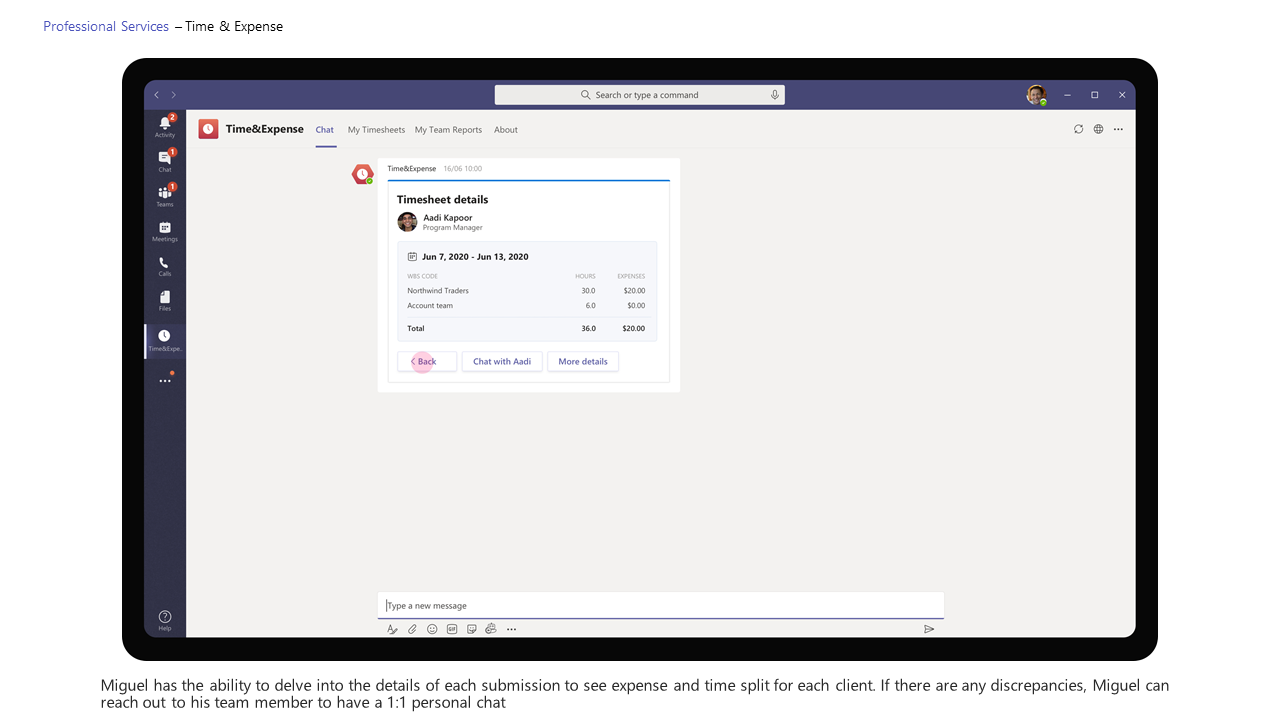 Professional Services – Time & Expense
Search or type a command
2
Activity
Time&Expense Chat My Timesheets My Team Reports About
1
Chat
Time&Expense 16/06 10:00
1
Teams
Timesheet details
Aadi Kapoor
Program Manager
Meetings
Jun 7, 2020 - Jun 13, 2020
Calls
WBS CODE HOURS EXPENSES
Northwind Traders 30.0 $20.00
Account team 6.0 $0.00
Files
Total 36.0 $20.00
Time&Expe..
Back Chat with Aadi More details
Type a new message
Help
GIF
Miguel has the ability to delve into the details of each submission to see expense and time split for each client. If there are any discrepancies, Miguel can
reach out to his team member to have a 1:1 personal chat